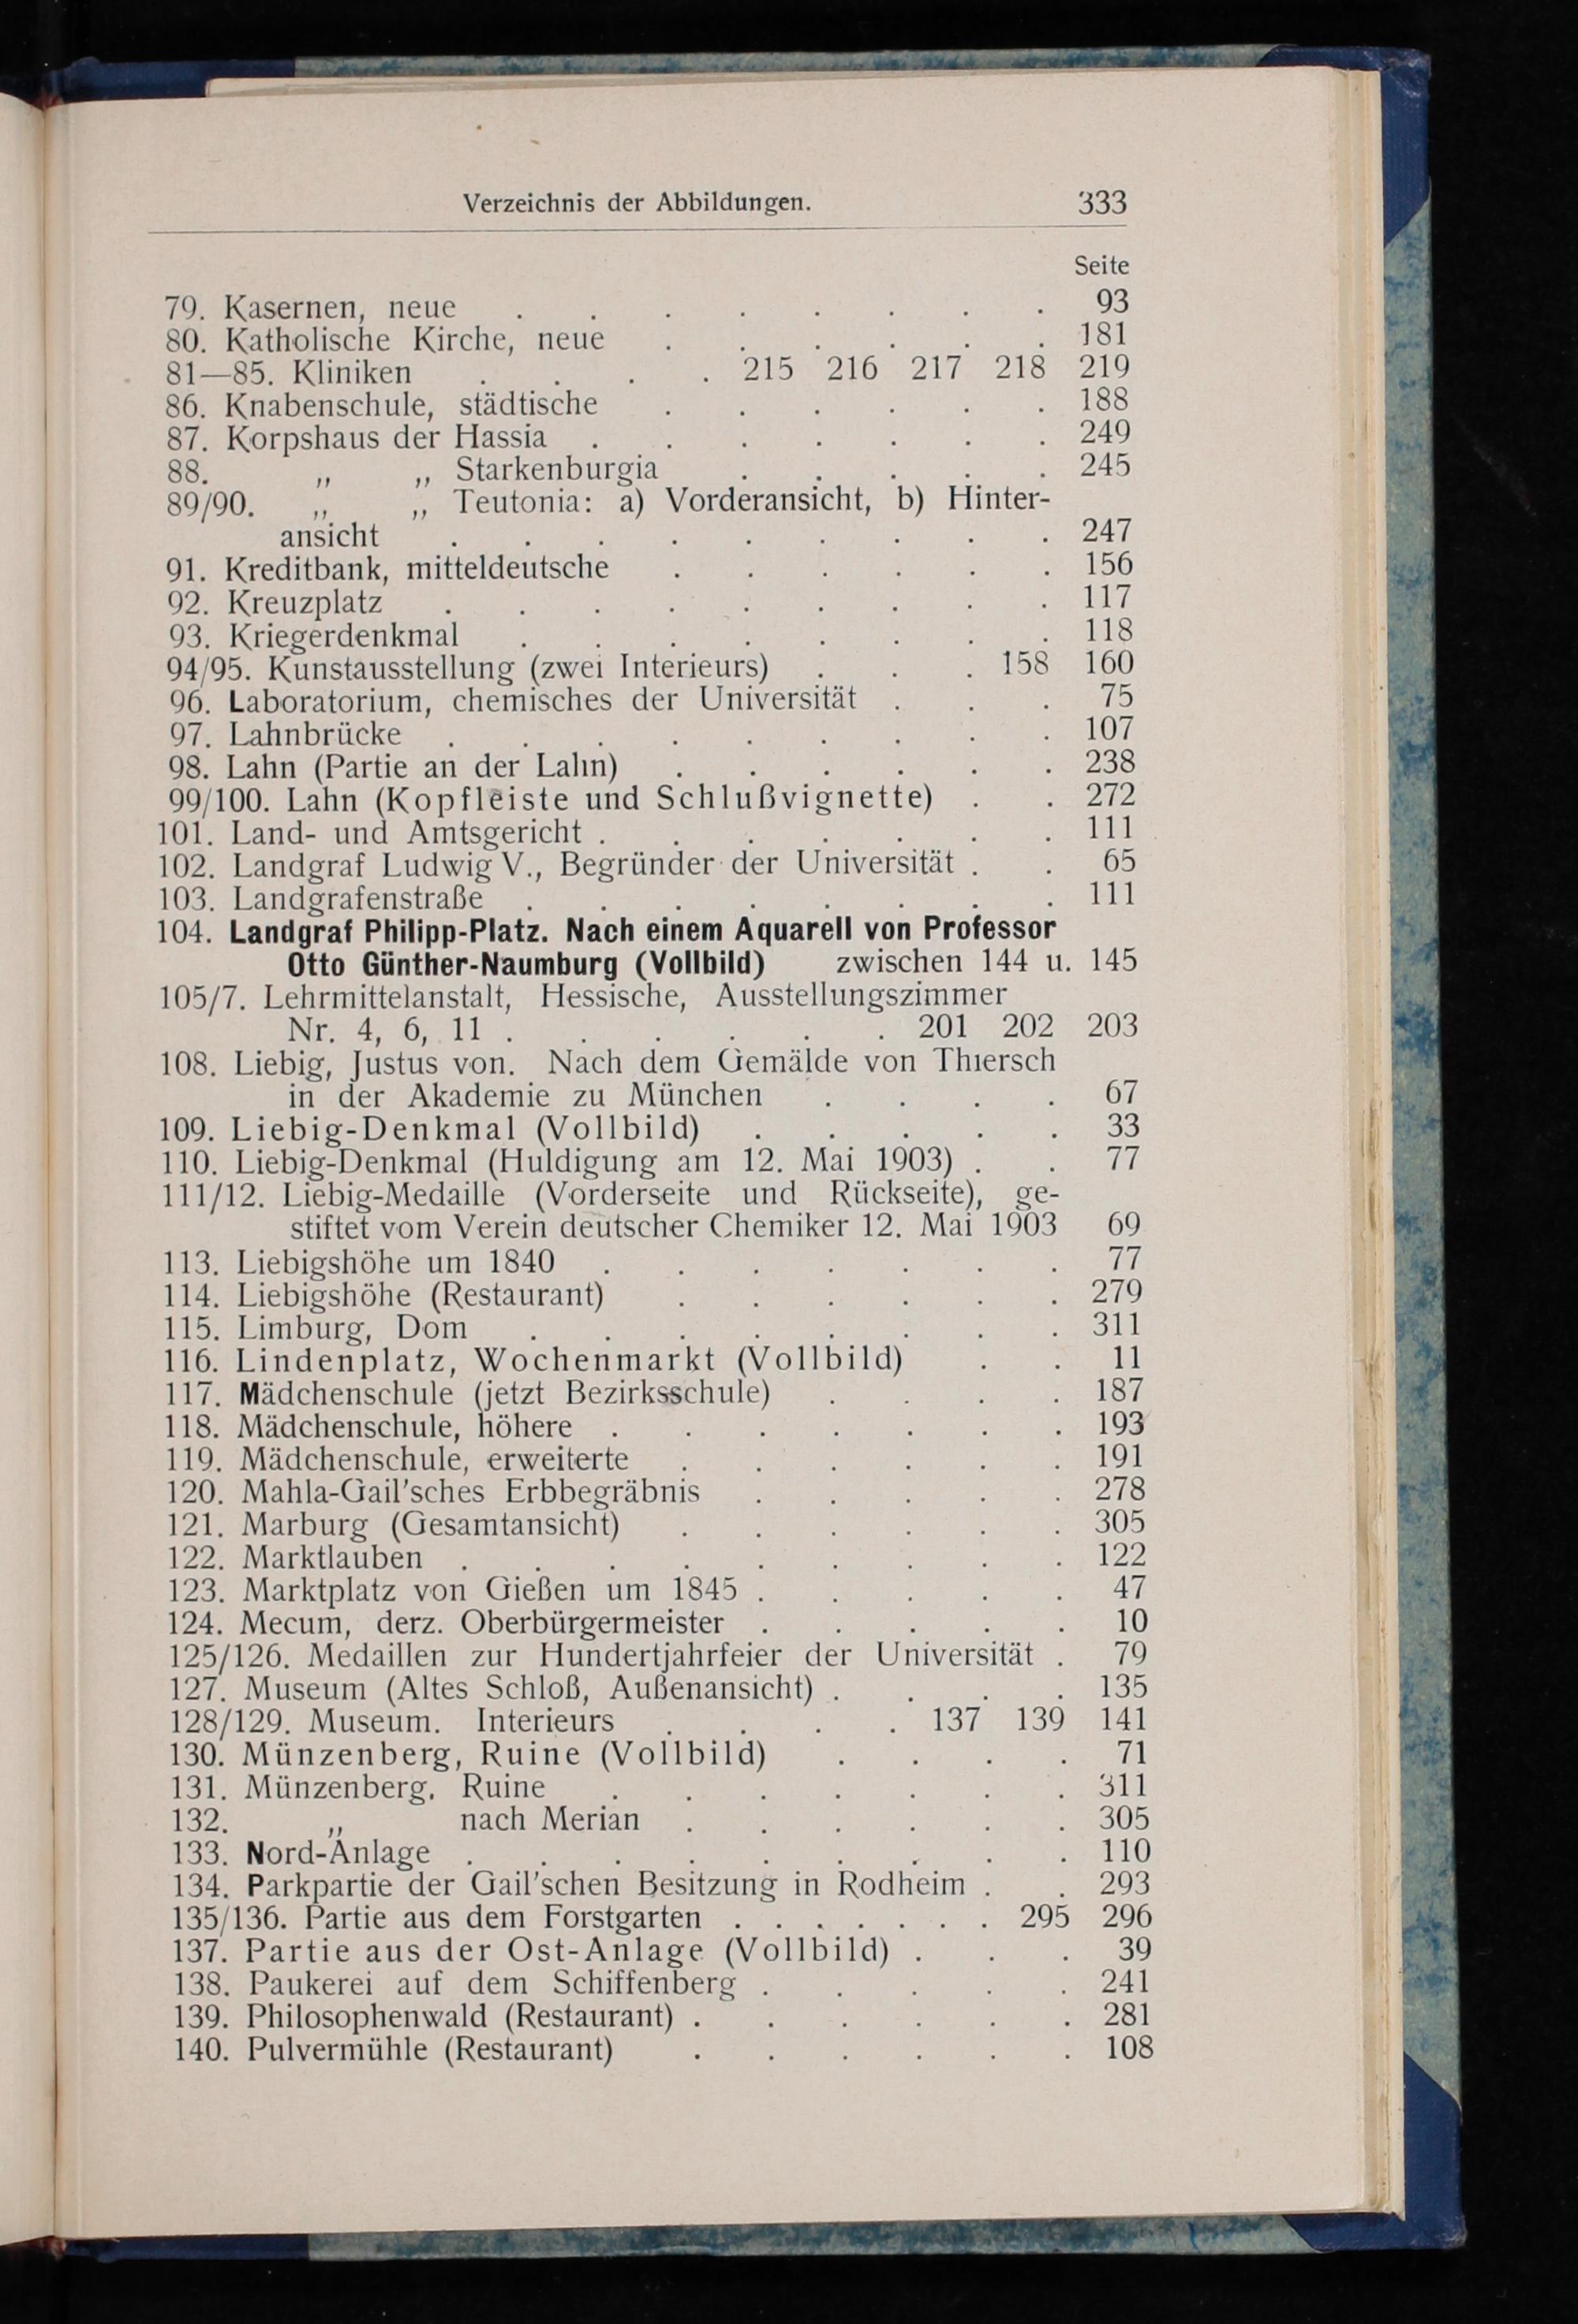 Verzeichnis der Abbildungen. 333
Seite
79. Kasernen, neue . . . . . . . . 93
80. Katholische Kirche, neue . . . . . . 181
81—85. Kliniken . . . . 215 216 217 218 219
86. Knabenschule, städtische . . . . . . 188
87. Korpshaus der Hassia . . . . . . . 249
88. „ „ Starkenburgia . . . . . 245
89/90. „ „ Teutonia: a) Vorderansicht, b) Hinter-
ansicht . . . . . . . . . 247
91. Kreditbank, mitteldeutsche . . . . . . 156
92. Kreuzplatz . . . . . . . . . 117
93. Kriegerdenkmal . . . . . . . . 118
94/95. Kunstausstellung (zwei Interieurs) . . . 158 160
96. Laboratorium, chemisches der Universität . . . 75
97. Lahnbrücke . . . . . . . . . 107
98. Lahn (Partie an der Lahn) . . . . . . 238
99/100. Lahn (Kopfleiste und Schlußvignette) . . 272
101. Land- und Amtsgericht . . . . . . . 111
102. Landgraf Ludwig V., Begründer der Universität . . 65
103. Landgrafenstraße . . . . . . . . 111
104. Landgraf Philipp-Platz. Nach einem Aquarell von Professor
Otto Günther-Naumburg (Vollbild) zwischen 144 u. 145
105/7. Lehrmittelanstalt, Hessische, Ausstellungszimmer
Nr. 4, 6, 11 . . . . . . 201 202 203
108. Liebig, Justus von. Nach dem Gemälde von Thiersch
in der Akademie zu München . . . . 67
109. Liebig-Denkmal (Vollbild) . . . . . 33
110. Liebig-Denkmal (Huldigung am 12. Mai 1903) . . 77
111/12. Liebig-Medaille (Vorderseite und Rückseite), ge-
stiftet vom Verein deutscher Chemiker 12. Mai 1903 69
113. Liebigshöhe um 1840 . . . . . . . 77
114. Liebigshöhe (Restaurant) . . . . . . 279
115. Limburg, Dom . . . . . . . . 311
116. Lindenplatz, Wochenmarkt (Vollbild) . . 11
117. Mädchenschule (jetzt Bezirksschule) . . . . 187
118. Mädchenschule, höhere . . . . . . . 193
119. Mädchenschule, erweiterte . . . . . . 191
120. Mahla-Gail'sches Erbbegräbnis . . . . . 278
121. Marburg (Gesamtansicht) . . . . . . 305
122. Marktlauben . . . . . . . . . 122
123. Marktplatz von Gießen um 1845 . . . . . 47
124. Mecum, derz. Oberbürgermeister . . . . . 10
125/126. Medaillen zur Hundertjahrfeier der Universität . 79
127. Museum (Altes Schloß, Außenansicht) . . . . 135
128/129. Museum. Interieurs . . . . 137 139 141
130. Münzenberg, Ruine (Vollbild) . . . . 71
131. Münzenberg, Ruine . . . . . . . 311
132. „ nach Merian . . . . . . 305
133. Nord-Anlage . . . . . . . . . 110
134. Parkpartie der Gail'schen Besitzung in Rodheim . . 293
135/136. Partie aus dem Forstgarten . . . . . . . 295 296
137. Partie aus der Ost-Anlage (Vollbild) . . . 39
138. Paukerei auf dem Schiffenberg . . . . . 241
139. Philosophenwald (Restaurant) . . . . . . 281
140. Pulvermühle (Restaurant) . . . . . . 108